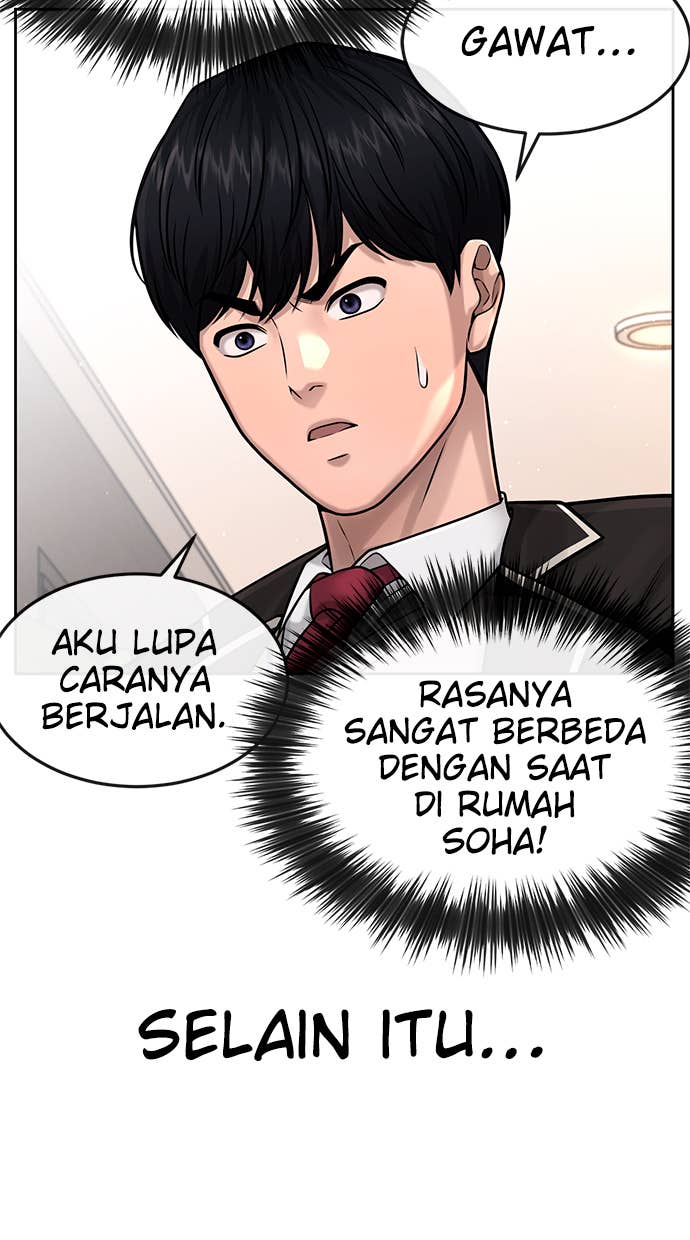 GAWAT...
AKU LUPA
CARANYA
BERJALAN.
RASANYA
SANGAT BERBEDA
DENGAN SAAT
DI RUMAH
SOHA!
SELAIN ITU...